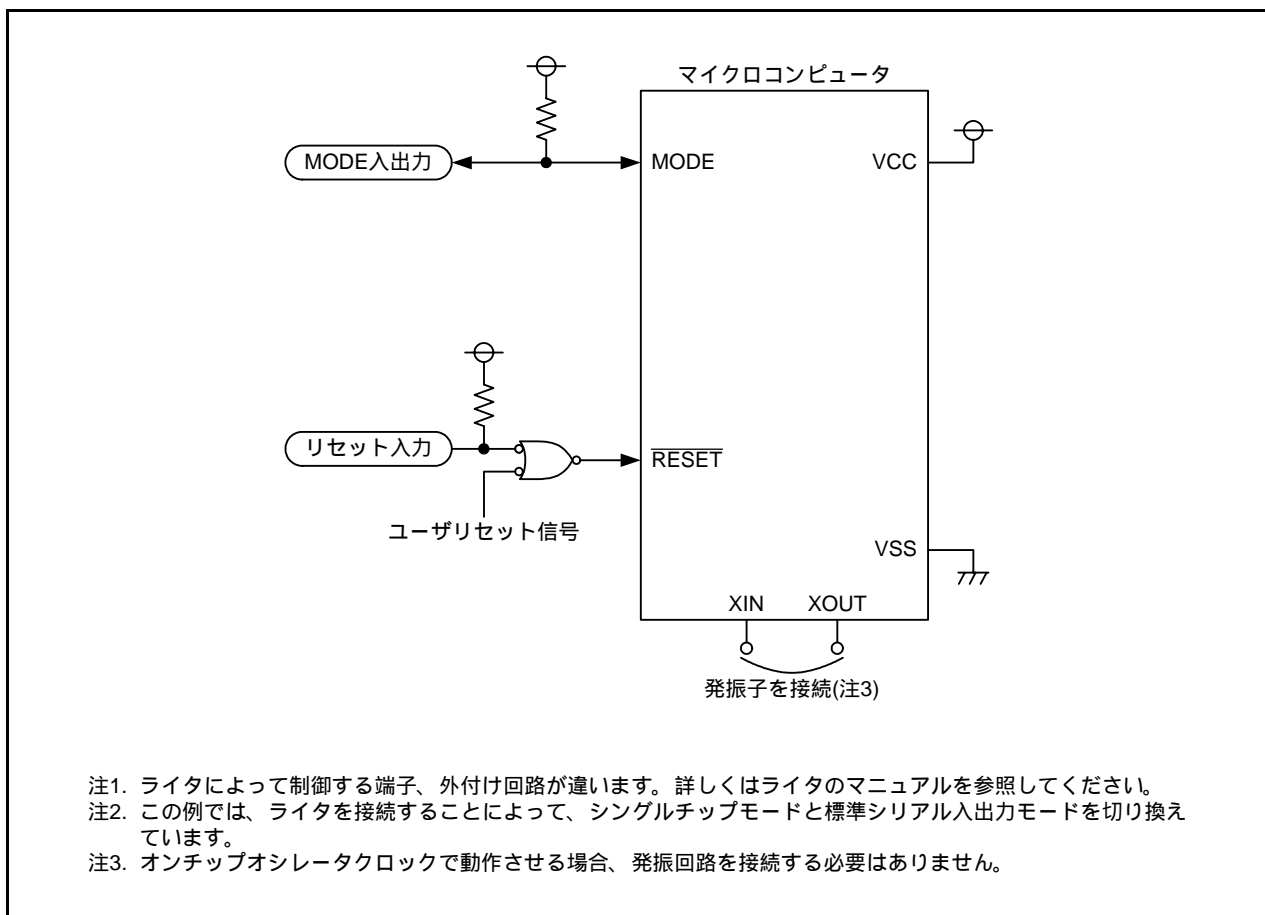 マイクロコンピュータ
MODE入出力
MODE
VCC
リセット入力
RESET
ユーザリセット信号
VSS
XIN
XOUT
発振子を接続(注3)
注1. ライタによって制御する端子、外付け回路が違います。詳しくはライタのマニュアルを参照してください。
注2. この例では、ライタを接続することによって、シングルチップモードと標準シリアル入出力モードを切り換え
ています。
注3. オンチップオシレータクロックで動作させる場合、発振回路を接続する必要はありません。